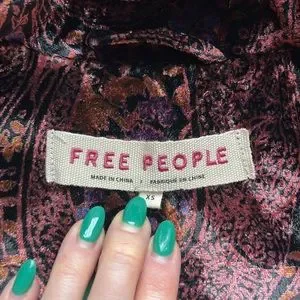 FREE PEOPLE
MADE IN CHINA / FABRIQUÉ EN CHINE
XS